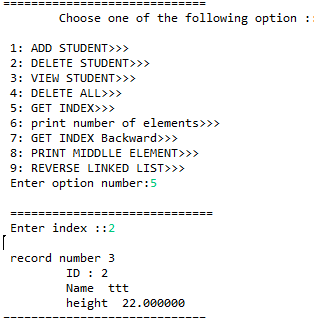 =============================
Choose one of the following option ::
1: ADD STUDENT>>>
2: DELETE STUDENT>>>
3: VIEW STUDENT>>>
4: DELETE ALL>>>
5: GET INDEX>>>
6: print number of elements>>>
7: GET INDEX Backward>>>
8: PRINT MIDDLLE ELEMENT>>>
9: REVERSE LINKED LIST>>>
Enter option number:5
=============================
Enter index ::2
record number 3
ID : 2
Name  ttt
height  22.000000
=============================